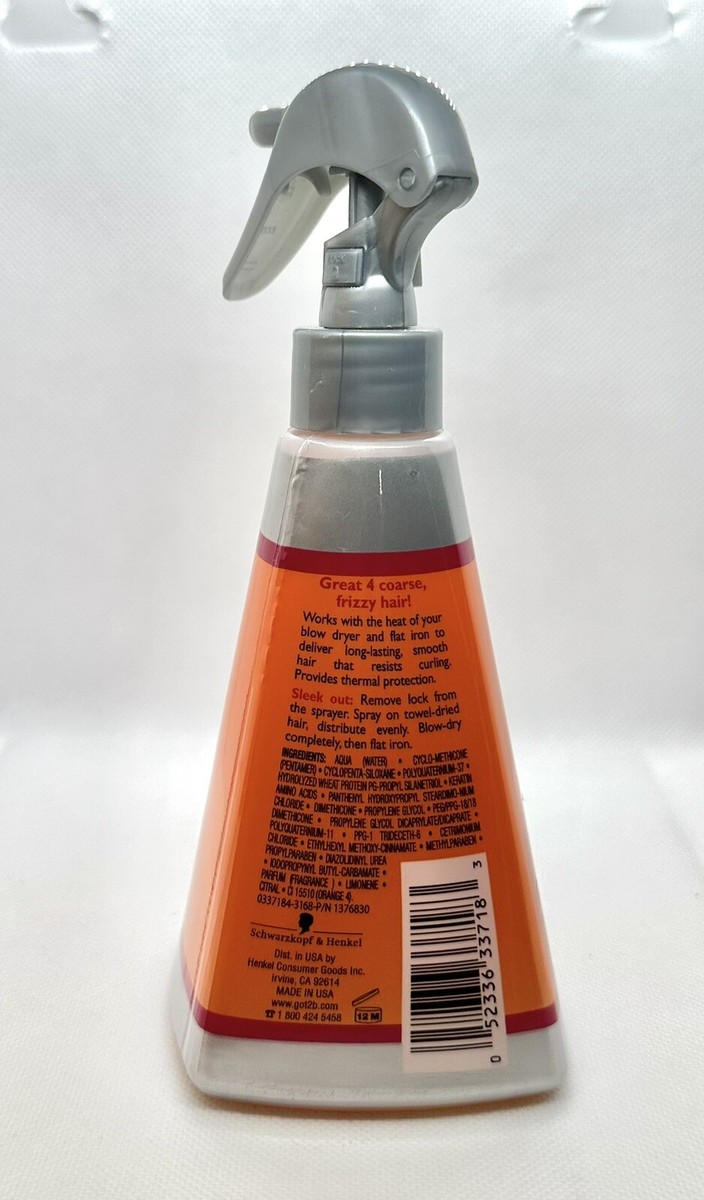 Great 4 coarse,
frizzy hair!
Works with the heat of your
blow dryer and flat iron to
deliver long-lasting, smooth
hair that resists curling.
Provides thermal protection.
Sleek out: Remove lock from
the sprayer. Spray on towel-dried
hair, distribute evenly. Blow-dry
completely, then flat iron.
INGREDIENTS: AQUA (WATER) • CYCLO-METHICONE
(PENTAMER) • CYCLOPENTA-SILOXANE • POLYQUATERNIUM-37 •
HYDROLYZED WHEAT PROTEIN PG-PROPYL SILANETRIOL • KERATIN
AMINO ACIDS • PANTHENYL HYDROXYPROPYL STEARDIMO-NIUM
CHLORIDE • DIMETHICONE • PROPYLENE GLYCOL • PEG/PPG-18/18
DIMETHICONE • PROPYLENE GLYCOL DICAPRYLATE/DICAPRATE •
POLYQUATERNIUM-11 • PPG-1 TRIDECETH-6 • CETRIMONIUM
CHLORIDE • ETHYLHEXYL METHOXY-CINNAMATE • METHYLPARABEN •
PROPYLPARABEN • DIAZOLIDINYL UREA
• IODOPROPYNYL BUTYL-CARBAMATE •
PARFUM (FRAGRANCE) • LIMONENE •
CITRAL • CI 15510 (ORANGE 4).
0337184-3168-P/N 1376830
Schwarzkopf & Henkel
Dist. in USA by
Henkel Consumer Goods Inc.
Irvine, CA 92614
MADE IN USA
www.got2b.com
☎ 1 800 424 5458
12 M
0 52336 33718 3